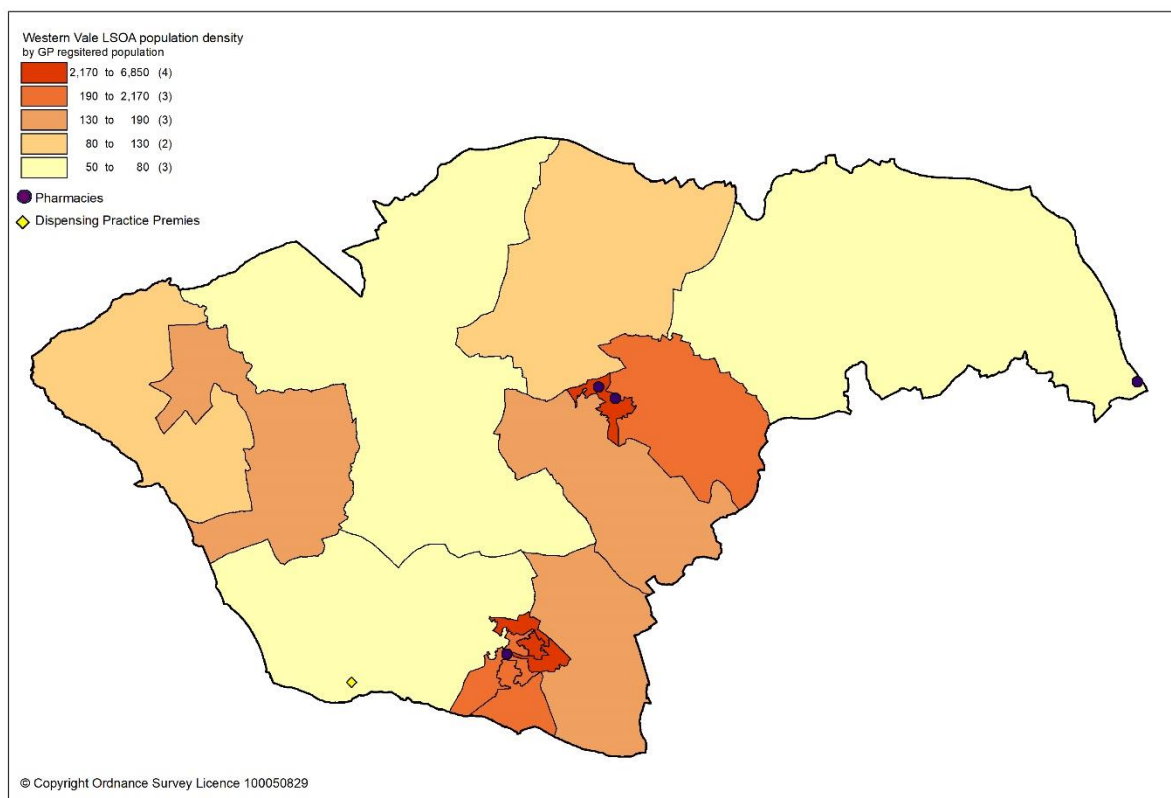 Western Vale LSOA population density
by GP regsitered population
2,170 to 6,850 (4)
190 to 2,170 (3)
130 to 190 (3)
80 to 130 (2)
50 to 80 (3)
Pharmacies
Dispensing Practice Premies
© Copyright Ordnance Survey Licence 100050829